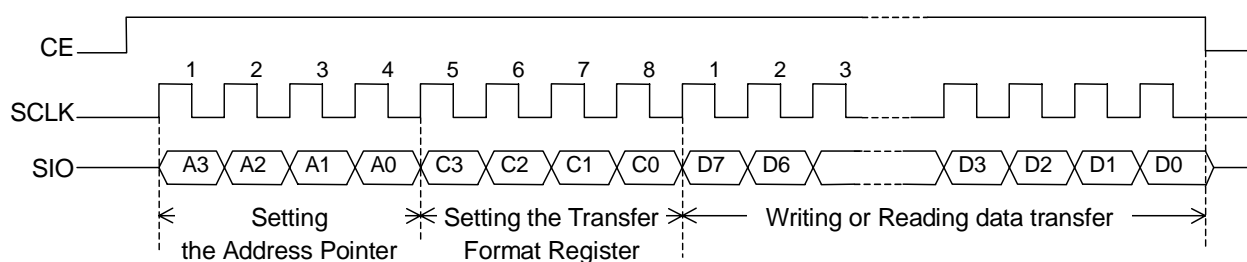 CE
1 2 3 4 5 6 7 8 1 2 3
SCLK
SIO A3 A2 A1 A0 C3 C2 C1 C0 D7 D6 D3 D2 D1 D0
Setting Setting the Transfer Writing or Reading data transfer
the Address Pointer Format Register